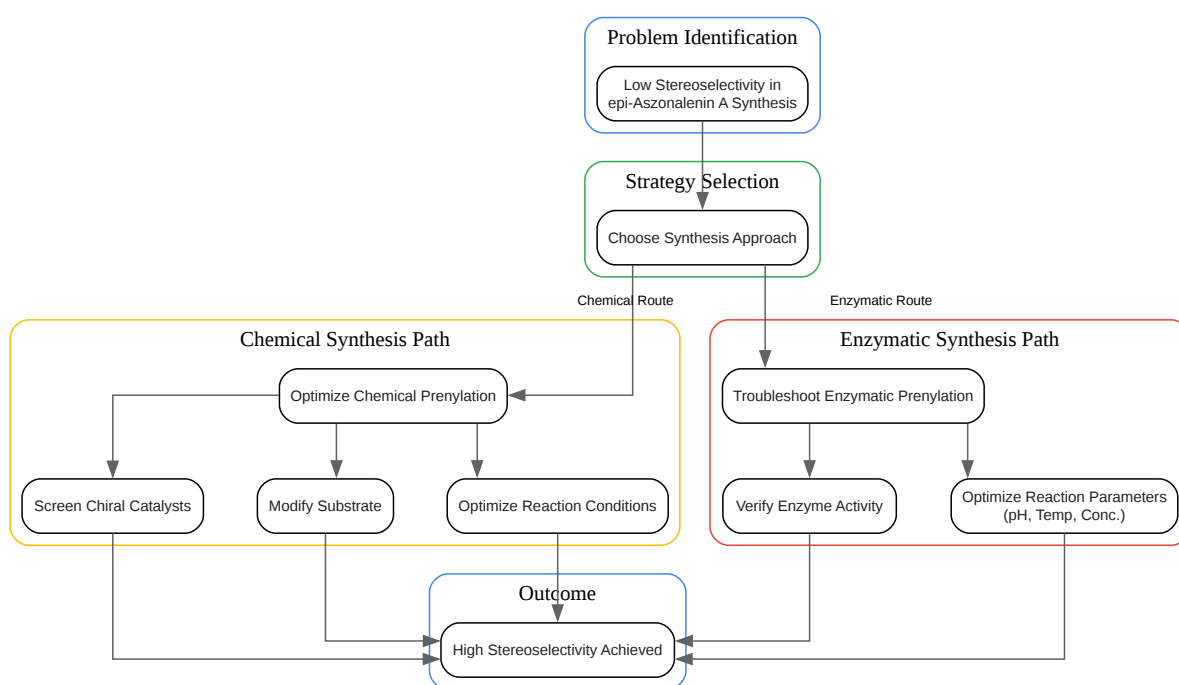 Problem Identification
Low Stereoselectivity in
epi-Aszonalenin A Synthesis
Strategy Selection
Choose Synthesis Approach
Chemical Route
Enzymatic Route
Chemical Synthesis Path
Enzymatic Synthesis Path
Optimize Chemical Prenylation
Troubleshoot Enzymatic Prenylation
Screen Chiral Catalysts
Modify Substrate
Optimize Reaction Conditions
Verify Enzyme Activity
Optimize Reaction Parameters
(pH, Temp, Conc.)
Outcome
High Stereoselectivity Achieved